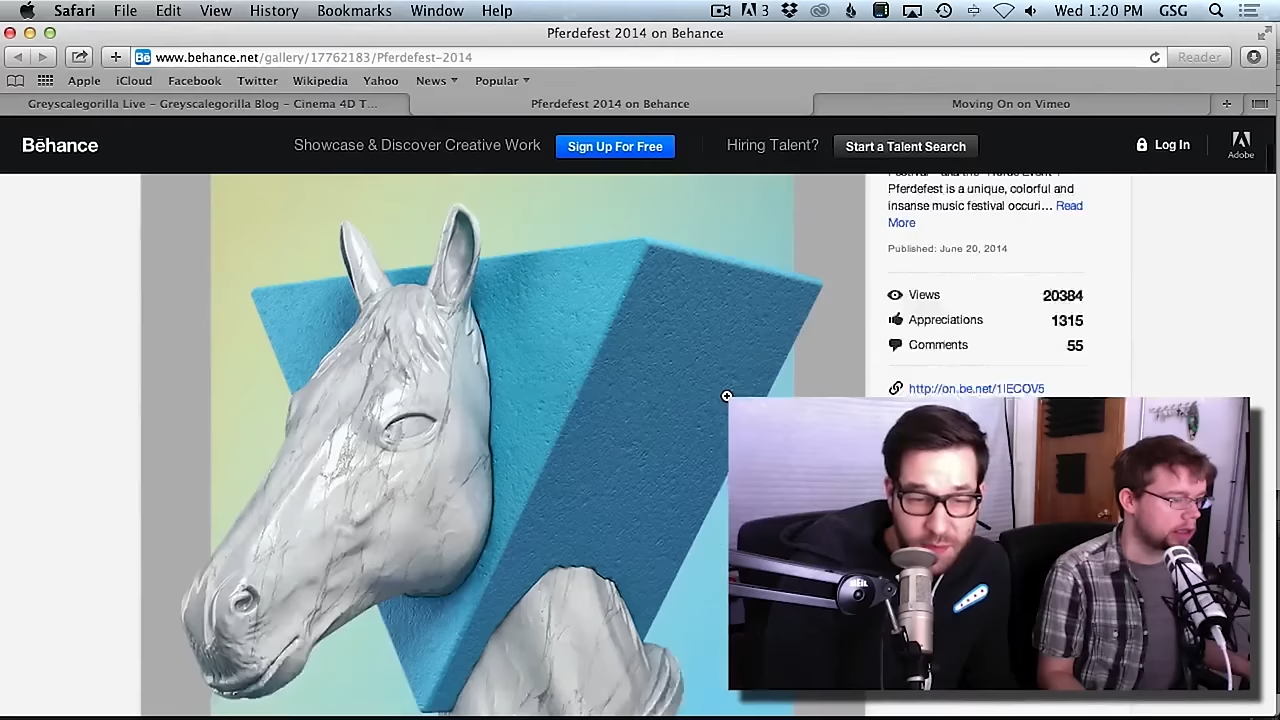 Safari File Edit View History Bookmarks Window Help 3 Wed 1:20 PM GSG
Pferdefest 2014 on Behance
Bē www.behance.net/gallery/17762183/Pferdefest-2014 Reader
Apple iCloud Facebook Twitter Wikipedia Yahoo News Popular
Greyscalegorilla Live – Greyscalegorilla Blog – Cinema 4D T... Pferdefest 2014 on Behance Moving On on Vimeo
Bēhance Showcase & Discover Creative Work Sign Up For Free Hiring Talent? Start a Talent Search Log In Adobe
Pferdefest is a unique, colorful and
insanse music festival occuri... Read
More
Published: June 20, 2014
Views 20384
Appreciations 1315
Comments 55
http://on.be.net/1lECOV5